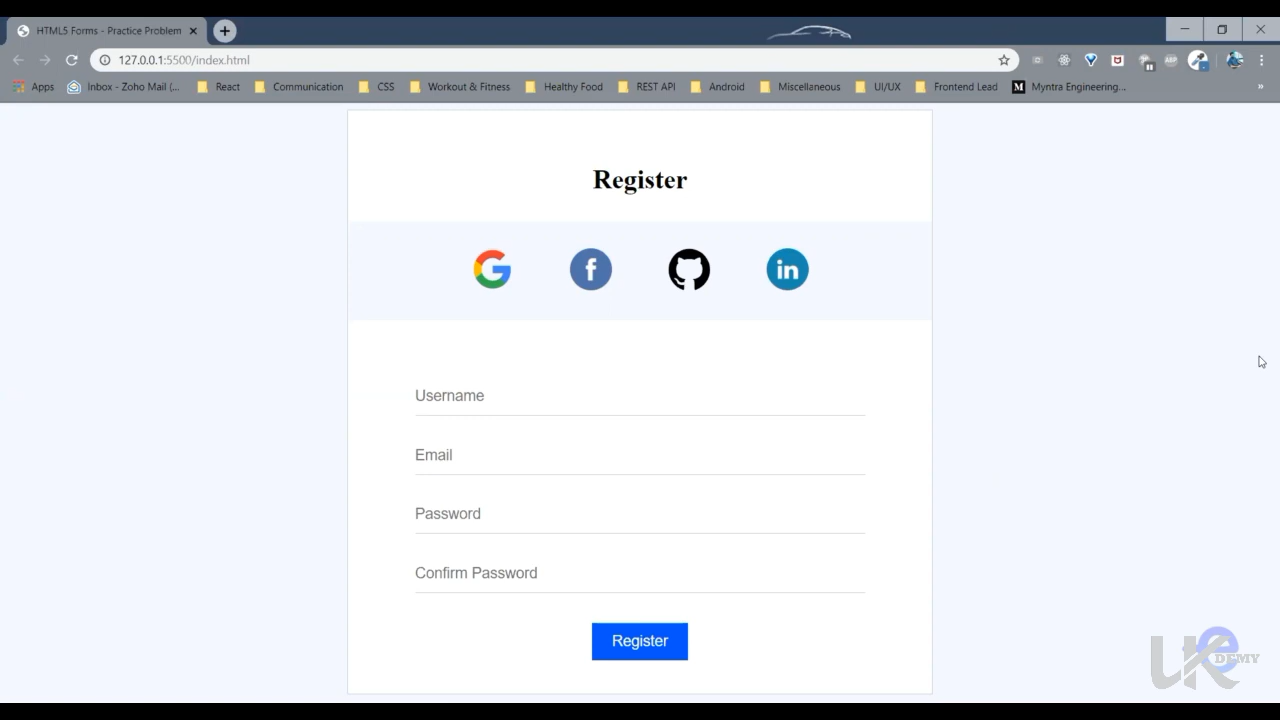 HTML5 Forms - Practice Problem
127.0.0.1:5500/index.html
Apps Inbox - Zoho Mail (... React Communication CSS Workout & Fitness Healthy Food REST API Android Miscellaneous UI/UX Frontend Lead M Myntra Engineering... »
Register
G f in
Username
Email
Password
Confirm Password
Register
UKeDEMY